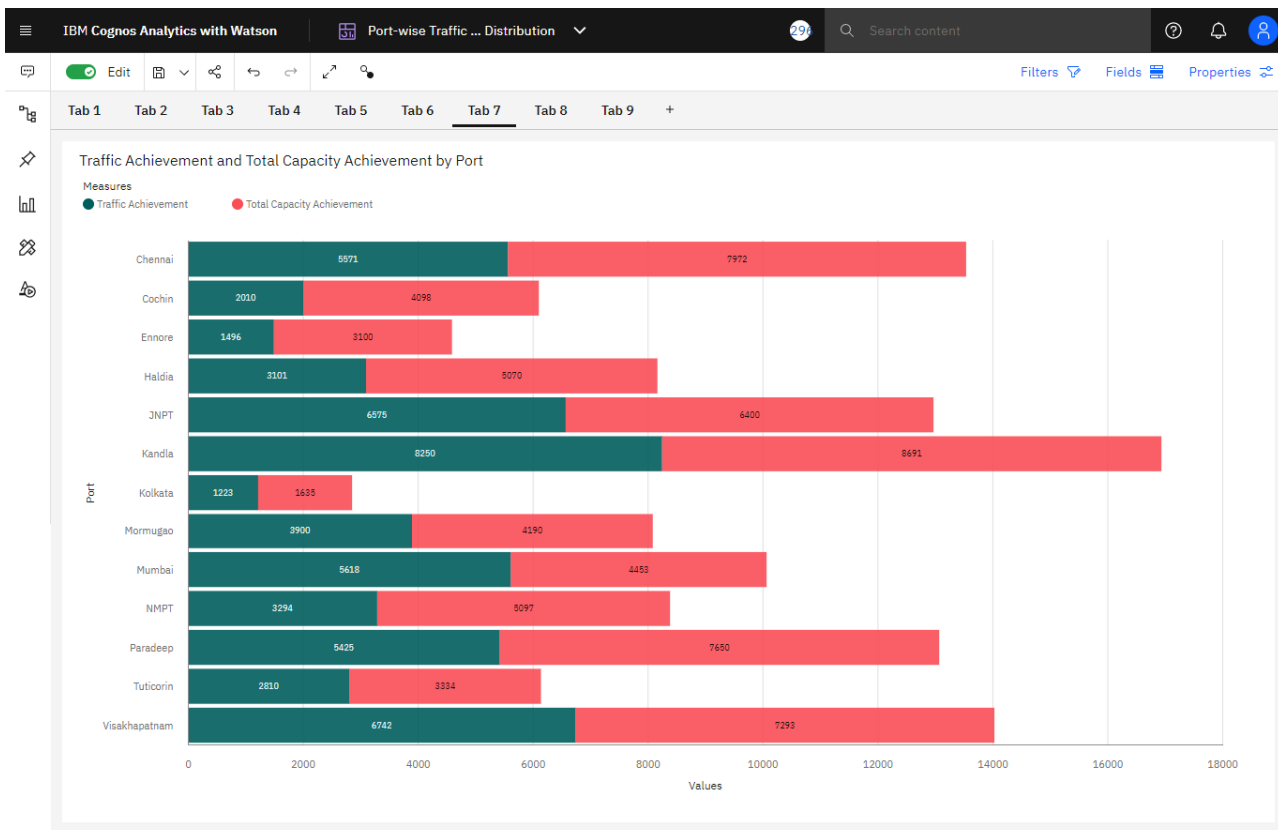 IBM Cognos Analytics with Watson
Port-wise Traffic ... Distribution
296
Search content
Edit
Filters
Fields
Properties
Tab 1 Tab 2 Tab 3 Tab 4 Tab 5 Tab 6 Tab 7 Tab 8 Tab 9 +
Traffic Achievement and Total Capacity Achievement by Port
Measures
Traffic Achievement Total Capacity Achievement
Port
Chennai 5571 7972
Cochin 2010 4098
Ennore 1496 3100
Haldia 3101 5070
JNPT 6575 6400
Kandla 8250 8691
Kolkata 1223 1635
Mormugao 3900 4190
Mumbai 5618 4453
NMPT 3294 5097
Paradeep 5425 7650
Tuticorin 2810 3334
Visakhapatnam 6742 7293
0 2000 4000 6000 8000 10000 12000 14000 16000 18000
Values